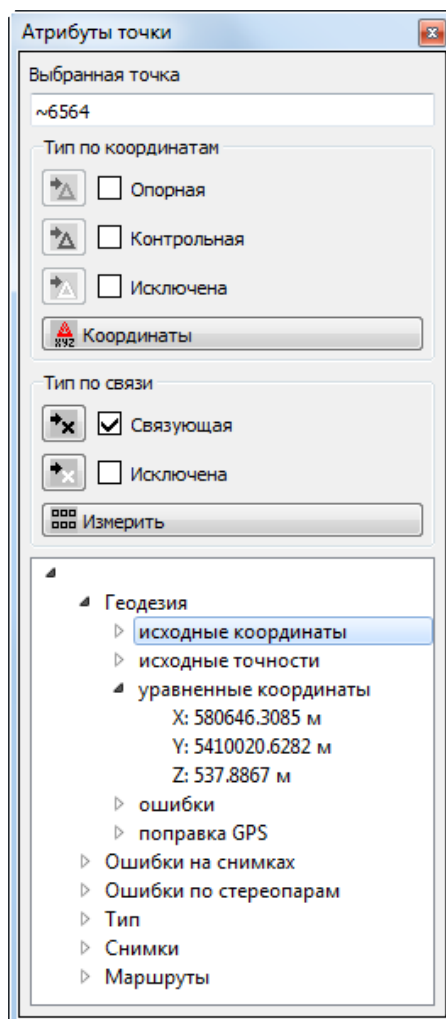 Атрибуты точки
Выбранная точка
~6564
Тип по координатам
Опорная
Контрольная
Исключена
XYZ Координаты
Тип по связи
Связующая
Исключена
Измерить
Геодезия
исходные координаты
исходные точности
уравненные координаты
X: 580646.3085 м
Y: 5410020.6282 м
Z: 537.8867 м
ошибки
поправка GPS
Ошибки на снимках
Ошибки по стереопарам
Тип
Снимки
Маршруты